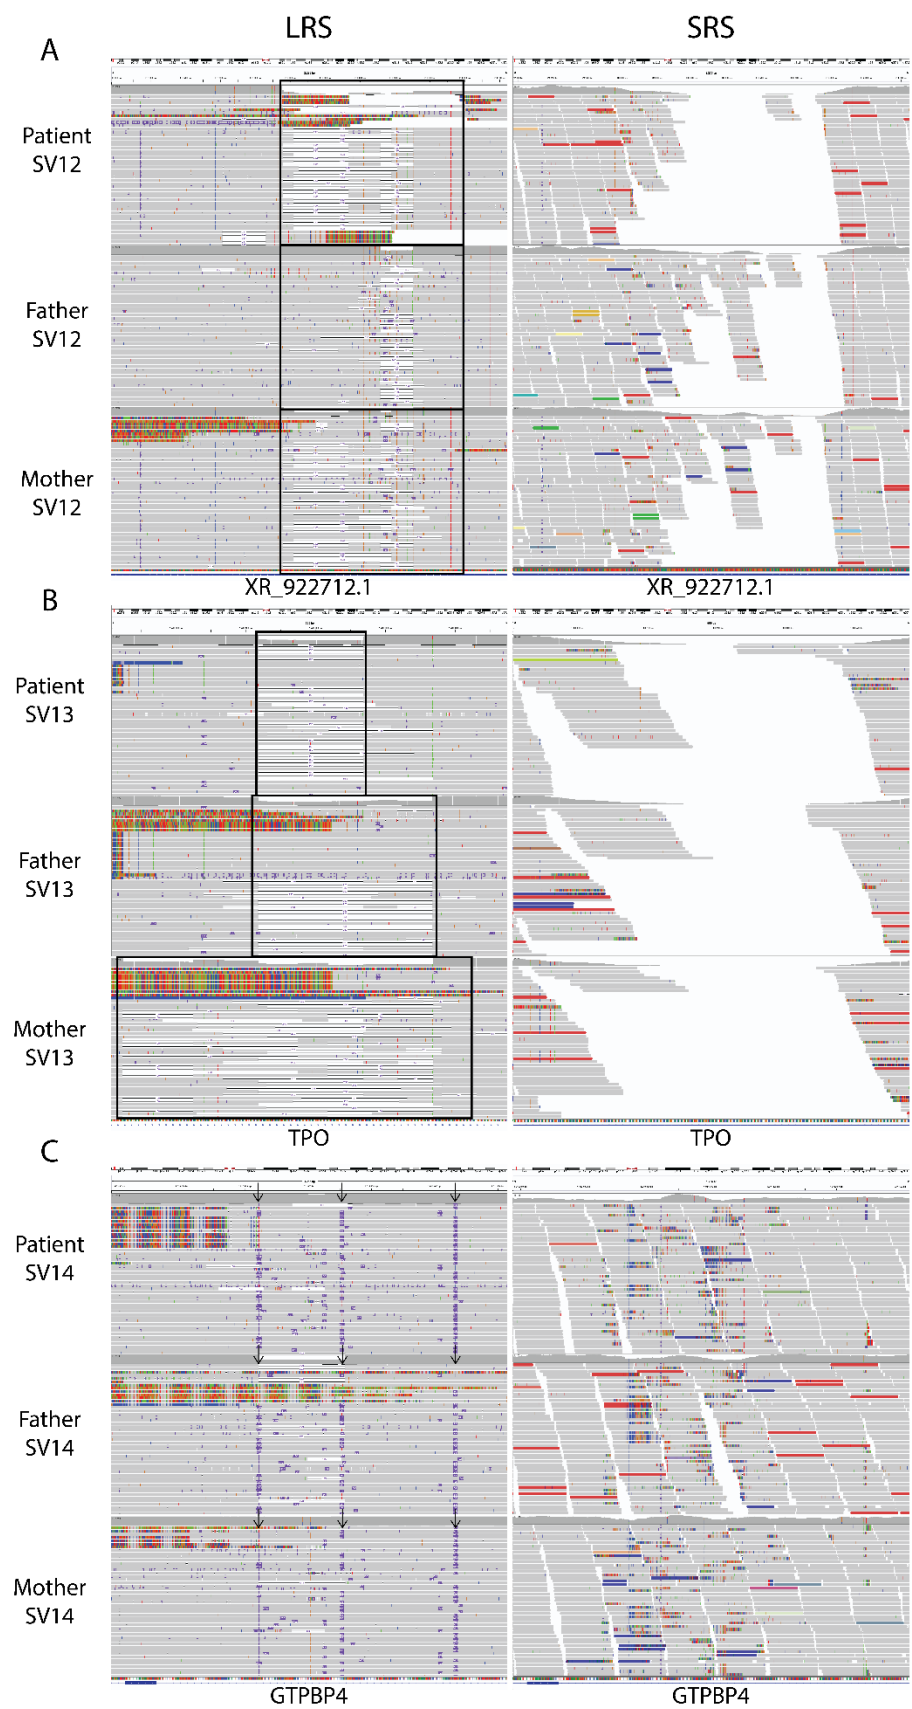 LRS SRS
A
Patient
SV12
Father
SV12
Mother
SV12
XR_922712.1 XR_922712.1
B
Patient
SV13
Father
SV13
Mother
SV13
TPO TPO
C
Patient
SV14
Father
SV14
Mother
SV14
GTPBP4 GTPBP4